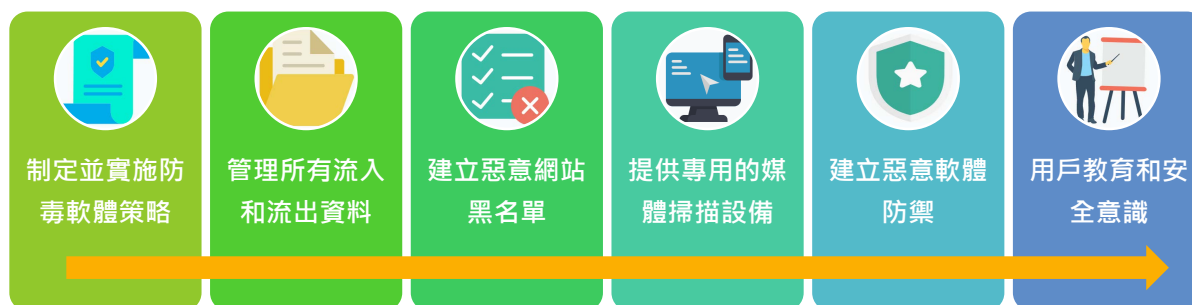 制定並實施防
毒軟體策略
管理所有流入
和流出資料
建立惡意網站
黑名單
提供專用的媒
體掃描設備
建立惡意軟體
防禦
用戶教育和安
全意識